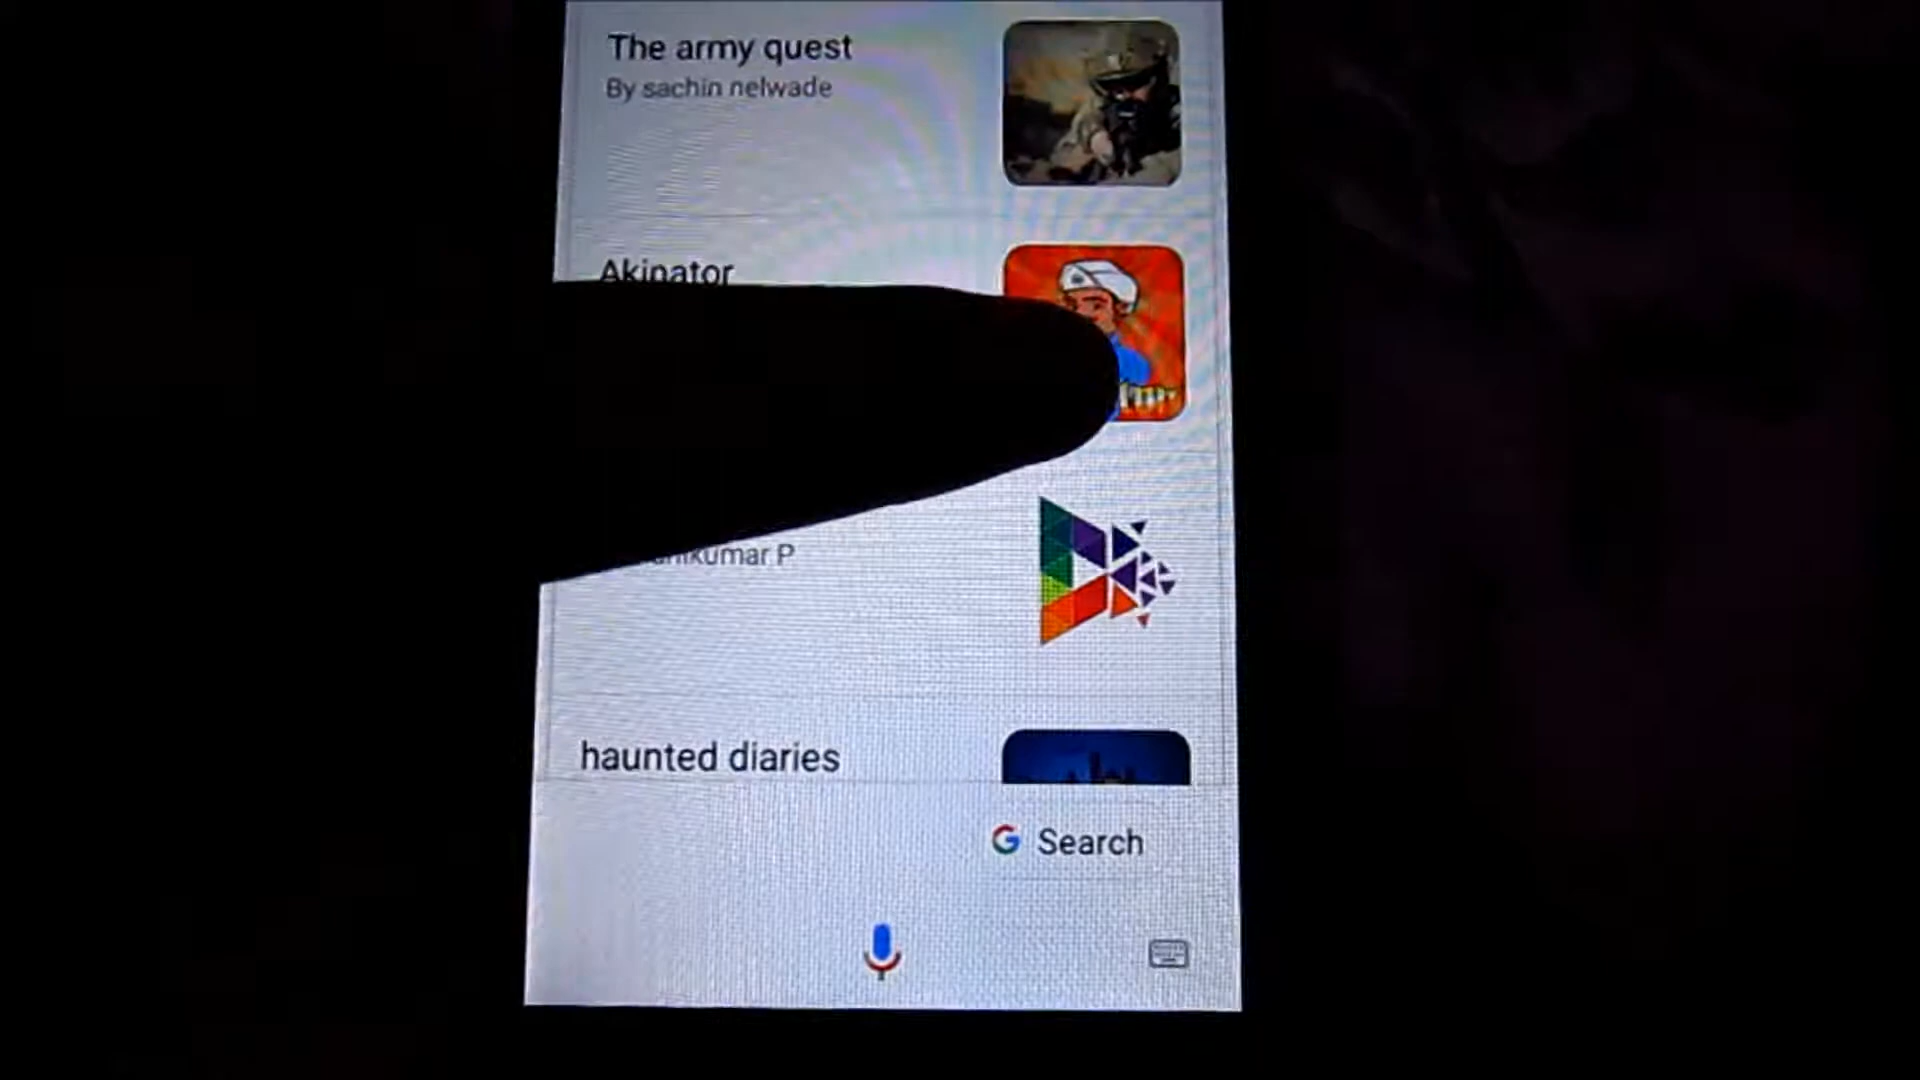 The army quest
By sachin nelwade
Akinator
P
haunted diaries
Search